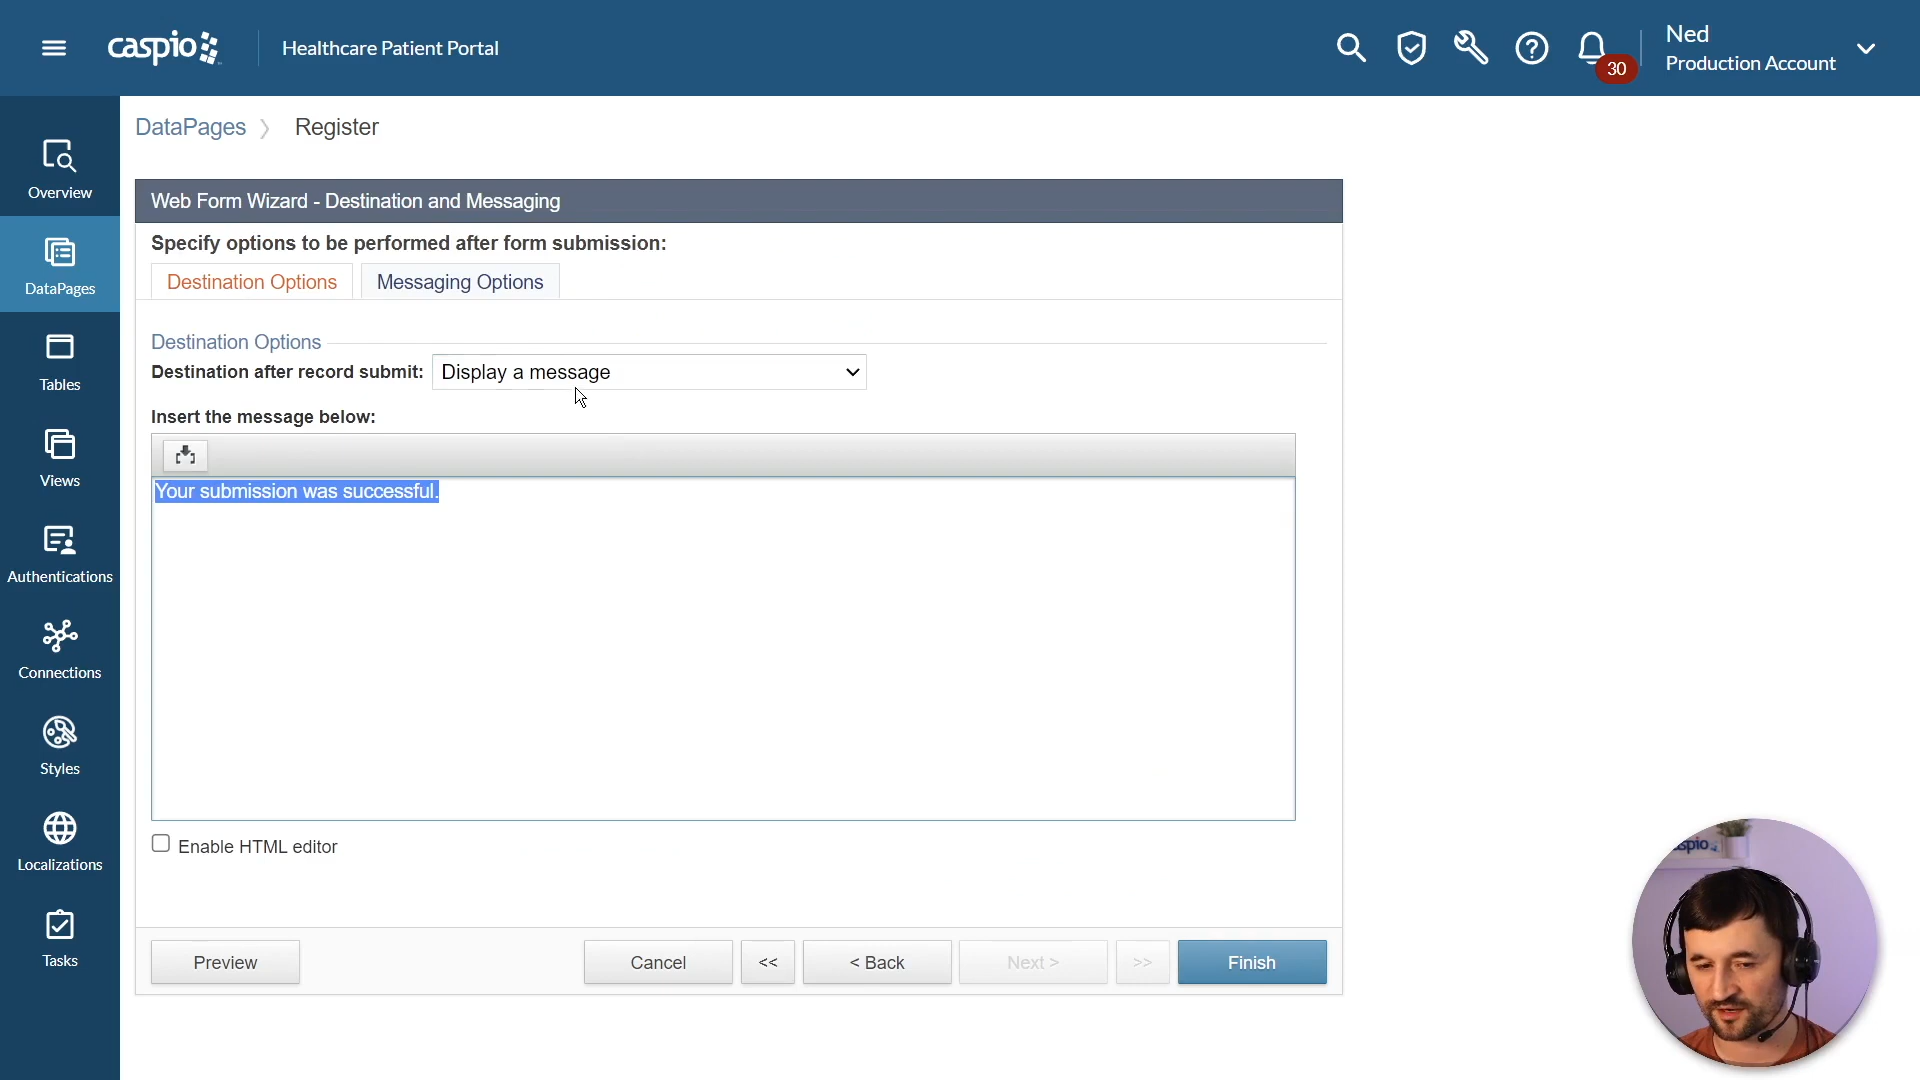 caspio
Healthcare Patient Portal
30
Ned
Production Account
Overview
DataPages
Tables
Views
Authentications
Connections
Styles
Localizations
Tasks
DataPages
Register
Web Form Wizard - Destination and Messaging
Specify options to be performed after form submission:
Destination Options
Messaging Options
Destination Options
Destination after record submit:
Display a message
Insert the message below:
Your submission was successful.
Enable HTML editor
Preview
Cancel
<<
< Back
Next >
>>
Finish
spio